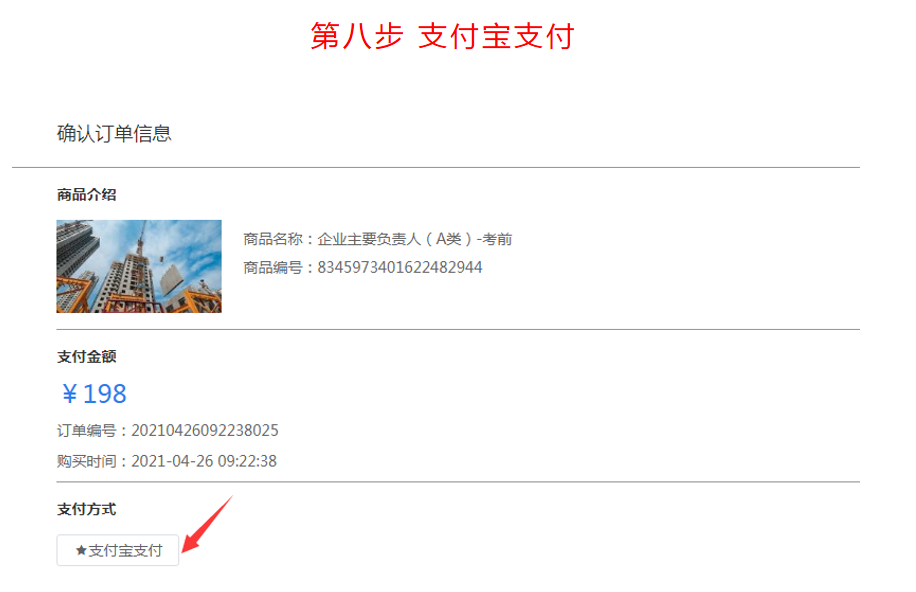 第八步 支付宝支付
确认订单信息
商品介绍
商品名称：企业主要负责人（A类）-考前
商品编号：8345973401622482944
支付金额
￥198
订单编号：20210426092238025
购买时间：2021-04-26 09:22:38
支付方式
★支付宝支付